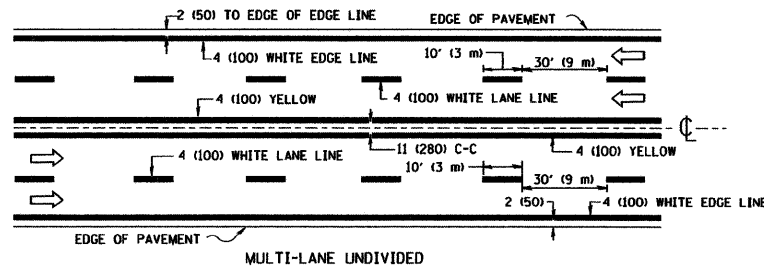 2 (50) TO EDGE OF EDGE LINE
EDGE OF PAVEMENT
4 (100) WHITE EDGE LINE
10' (3 m)
30' (9 m)
4 (100) YELLOW
4 (100) WHITE LANE LINE
℄
4 (100) WHITE LANE LINE
11 (280) C-C
4 (100) YELLOW
10' (3 m)
30' (9 m)
2 (50)
4 (100) WHITE EDGE LINE
EDGE OF PAVEMENT
MULTI-LANE UNDIVIDED